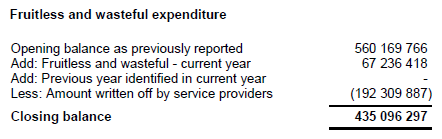 Fruitless and wasteful expenditure
Opening balance as previously reported 560 169 766
Add: Fruitless and wasteful - current year 67 236 418
Add: Previous year identified in current year -
Less: Amount written off by service providers (192 309 887)
Closing balance 435 096 297